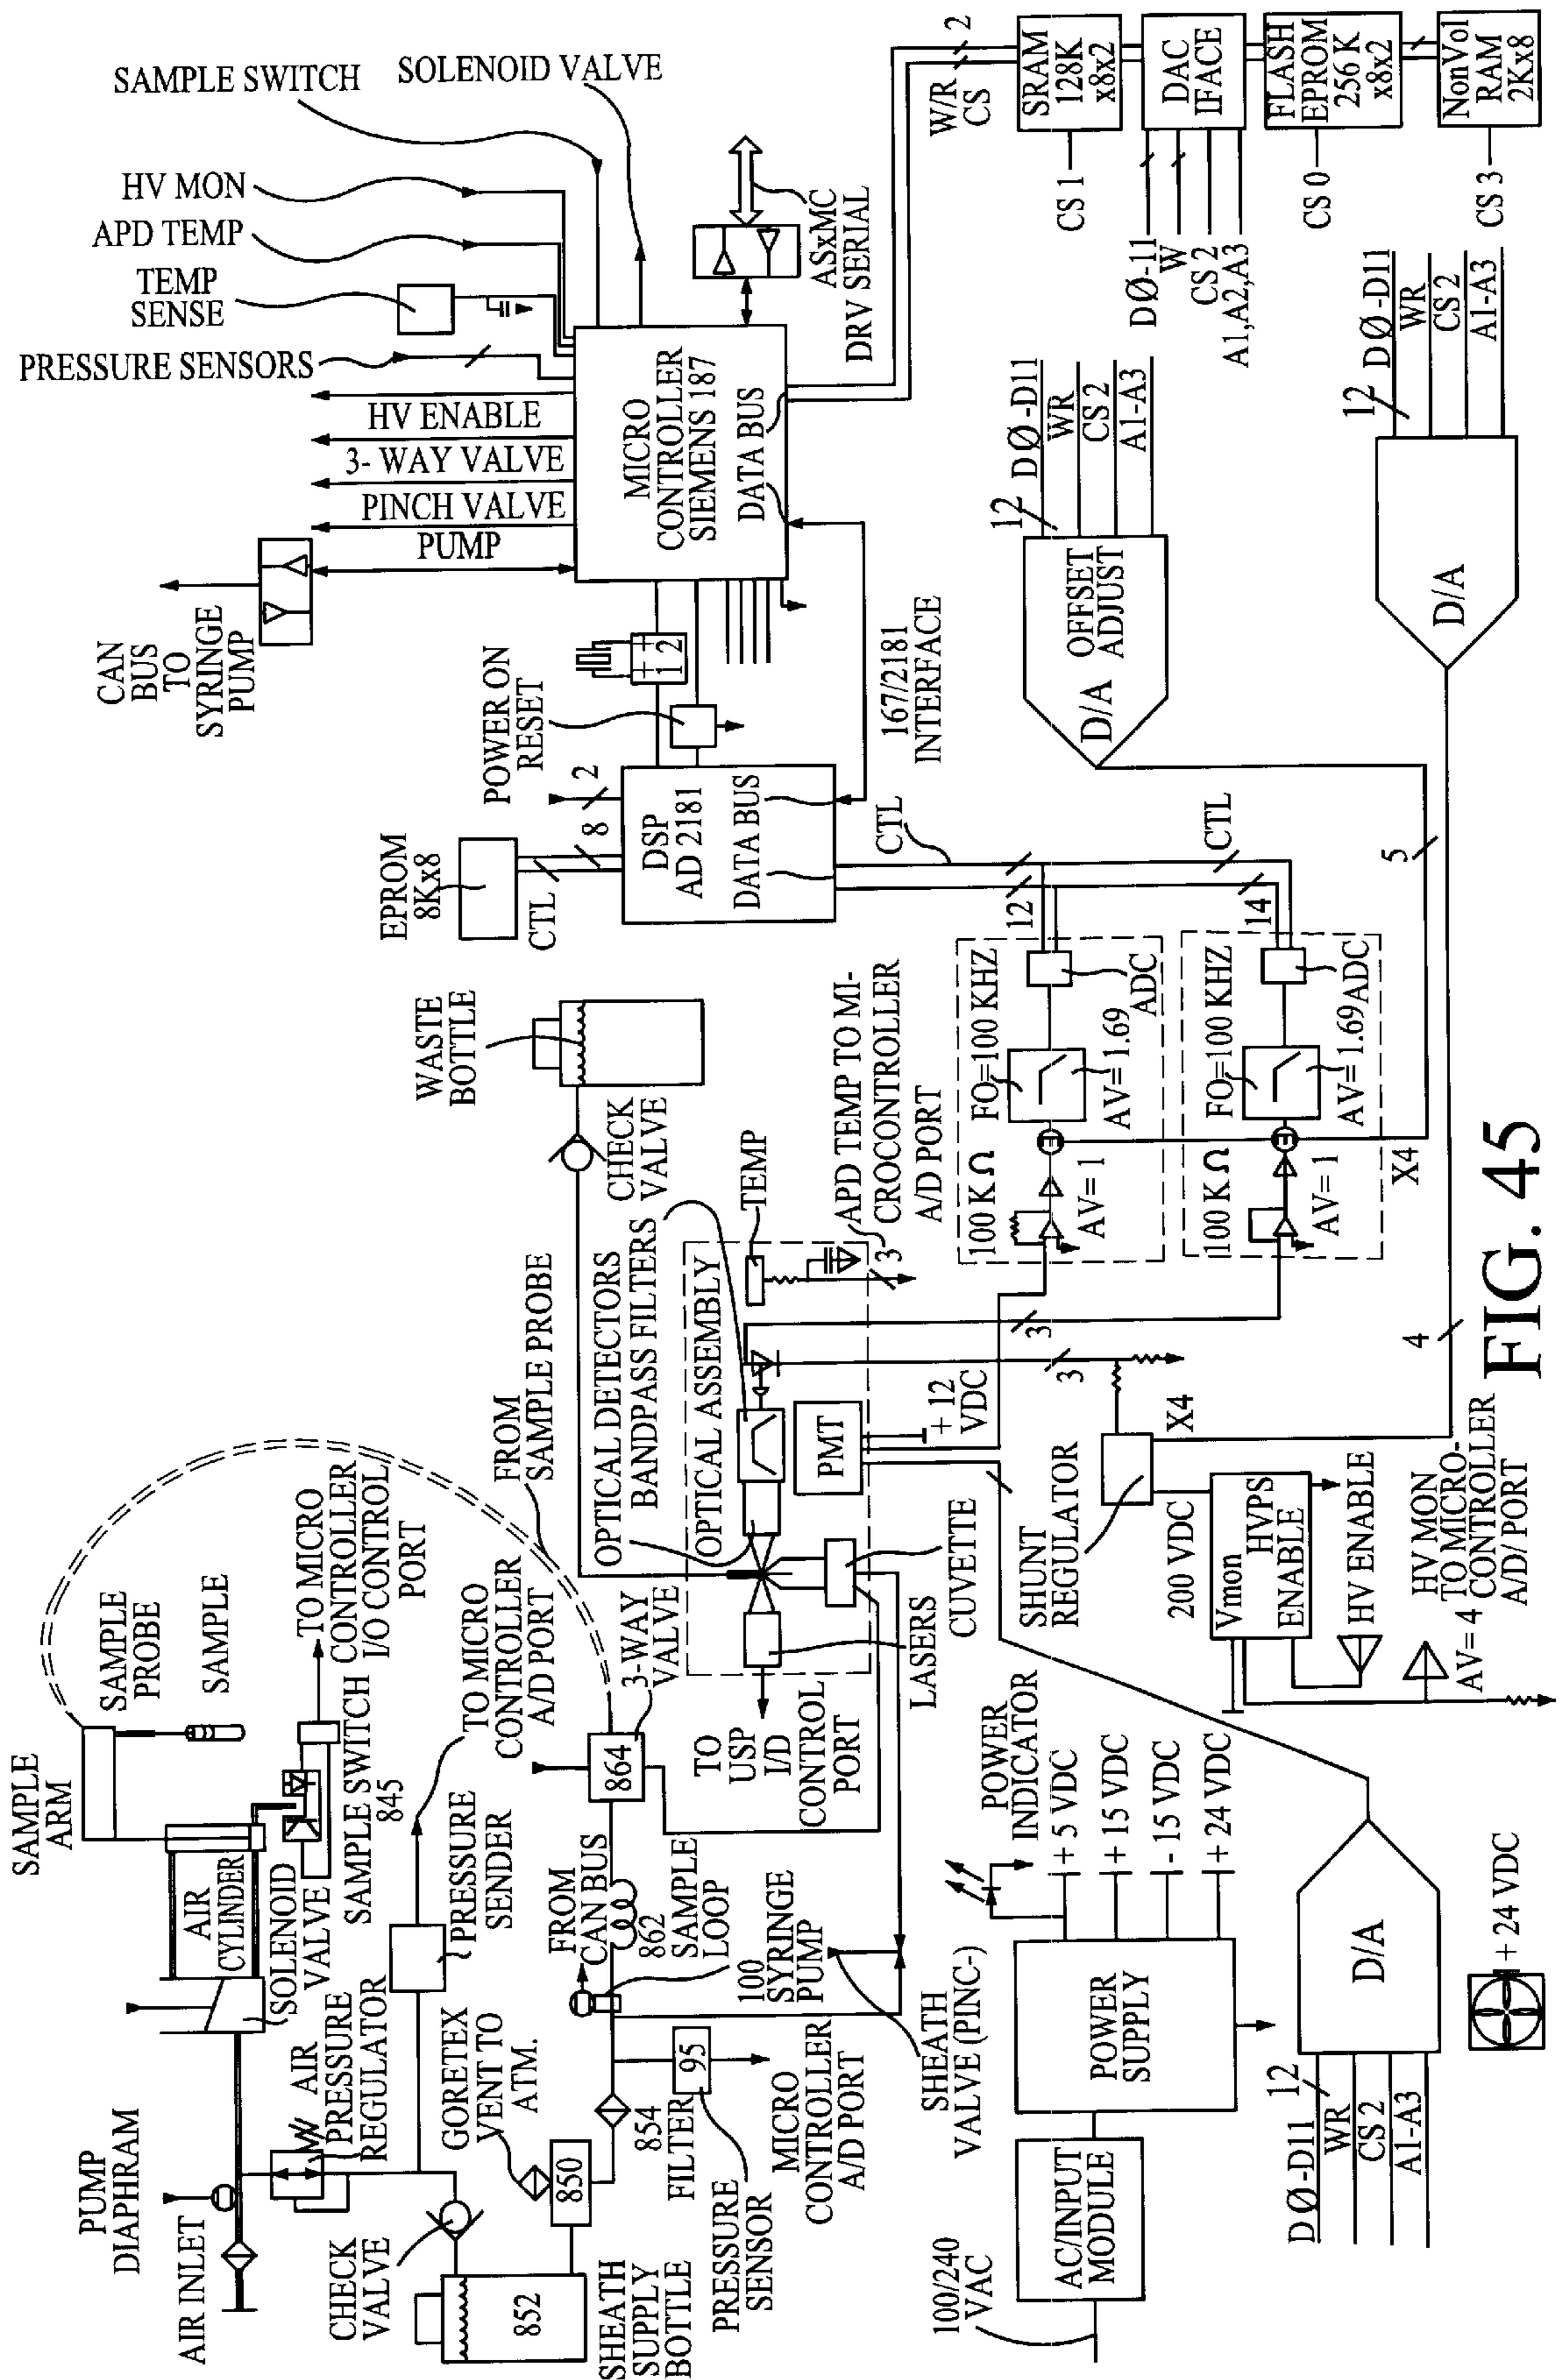 SAMPLE SWITCH
SOLENOID VALVE
HV MON
APD TEMP
TEMP
SENSE
PRESSURE SENSORS
HV ENABLE
3- WAY VALVE
PINCH VALVE
PUMP
CAN
BUS
TO
SYRINGE
PUMP
MICRO
CONTROLLER
SIEMENS 187
DATA BUS
ASxMC
DRV SERIAL
W/R
CS
2
SRAM
128K
x8x2
CS 1
DAC
IFACE
DØ-11
W
CS 2
A1,A2,A3
FLASH
EPROM
256 K
x8x2
CS 0
NonVol
RAM
2Kx8
CS 3
1 2
POWER ON
RESET
167/2181
INTERFACE
EPROM
8Kx8
CTL
8
2
DSP
AD 2181
DATA BUS
CTL
CTL
12
14
D/A
OFFSET
ADJUST
12
DØ-D11
WR
CS 2
A1-A3
D/A
12
DØ-D11
WR
CS 2
A1-A3
5
4
WASTE
BOTTLE
CHECK
VALVE
TEMP
APD TEMP TO MI-
CROCONTROLLER
A/D PORT
3
100 K Ω
FO=100 KHZ
AV= 1
E
AV= 1.69
ADC
100 K Ω
FO=100 KHZ
AV= 1
E
AV= 1.69
ADC
X4
SAMPLE
ARM
SAMPLE
PROBE
SAMPLE
TO MICRO
CONTROLLER
I/O CONTROL
PORT
AIR
CYLINDER
SOLENOID
VALVE
SAMPLE SWITCH
845
PUMP
DIAPHRAM
AIR INLET
AIR
PRESSURE
REGULATOR
PRESSURE
SENDER
TO MICRO
CONTROLLER
A/D PORT
CHECK
VALVE
852
SHEATH
SUPPLY
BOTTLE
GORETEX
VENT TO
ATM.
850
854
FILTER
95
PRESSURE
SENSOR
MICRO
CONTROLLER
A/D PORT
FROM
CAN BUS
862
SAMPLE
LOOP
100
SYRINGE
PUMP
864
3-WAY
VALVE
FROM
SAMPLE PROBE
OPTICAL DETECTORS
BANDPASS FILTERS
OPTICAL ASSEMBLY
PMT
+ 12
VDC
3
3
TO
USP
I/D
CONTROL
PORT
LASERS
CUVETTE
SHEATH
VALVE (PINC-)
SHUNT
REGULATOR
X4
200 VDC
Vmon
HVPS
ENABLE
HV ENABLE
AV= 4
HV MON
TO MICRO-
CONTROLLER
A/D/ PORT
POWER
INDICATOR
+ 5 VDC
+ 15 VDC
- 15 VDC
+ 24 VDC
POWER
SUPPLY
AC/INPUT
MODULE
100/240
VAC
D/A
12
DØ-D11
WR
CS 2
A1-A3
+ 24 VDC
FIG. 45